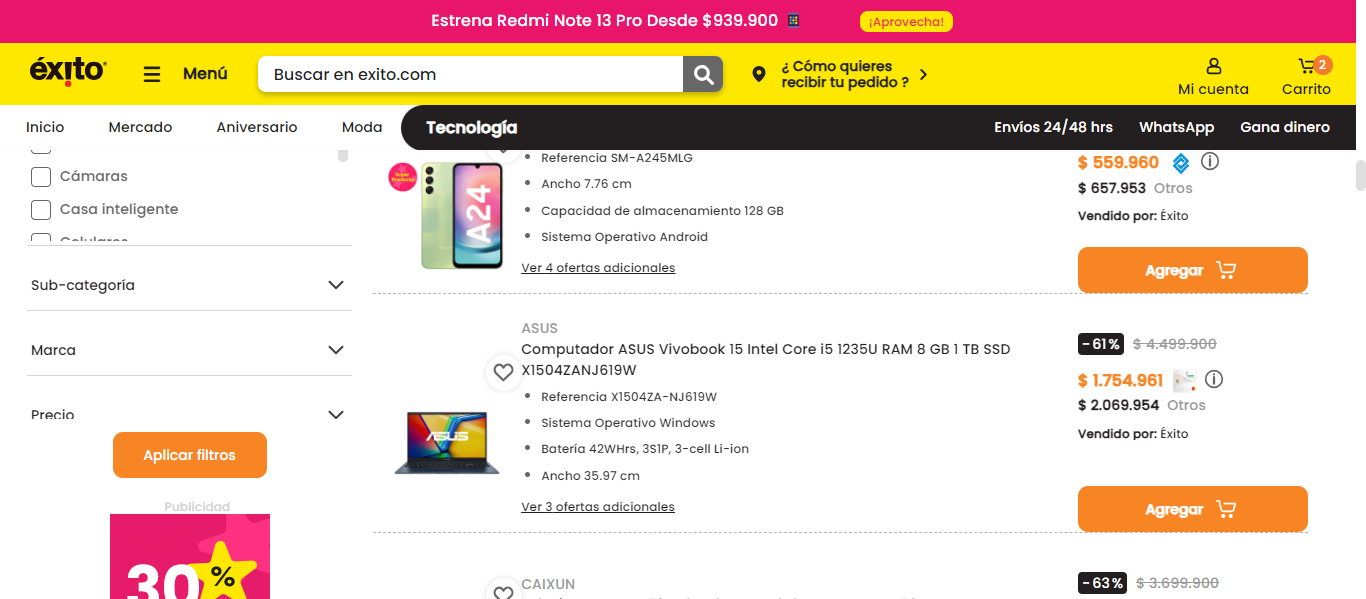 Estrena Redmi Note 13 Pro Desde $939.900
¡Aprovecha!
éxito
Menú
Buscar en exito.com
¿ Cómo quieres
recibir tu pedido ?
Mi cuenta
2
Carrito
Inicio
Mercado
Aniversario
Moda
Tecnología
Envíos 24/48 hrs
WhatsApp
Gana dinero
Cámaras
Casa inteligente
Celulares
Sub-categoría
Marca
Precio
Aplicar filtros
Publicidad
30
%
Super
Producto
A24
Referencia SM-A245MLG
Ancho 7.76 cm
Capacidad de almacenamiento 128 GB
Sistema Operativo Android
Ver 4 ofertas adicionales
$ 559.960
$ 657.953 Otros
Vendido por: Éxito
Agregar
ASUS
ASUS
Computador ASUS Vivobook 15 Intel Core i5 1235U RAM 8 GB 1 TB SSD
X1504ZANJ619W
Referencia X1504ZA-NJ619W
Sistema Operativo Windows
Batería 42WHrs, 3S1P, 3-cell Li-ion
Ancho 35.97 cm
Ver 3 ofertas adicionales
-61% $ 4.499.900
$ 1.754.961
$ 2.069.954 Otros
Vendido por: Éxito
Agregar
CAIXUN
-63% $ 3.699.900